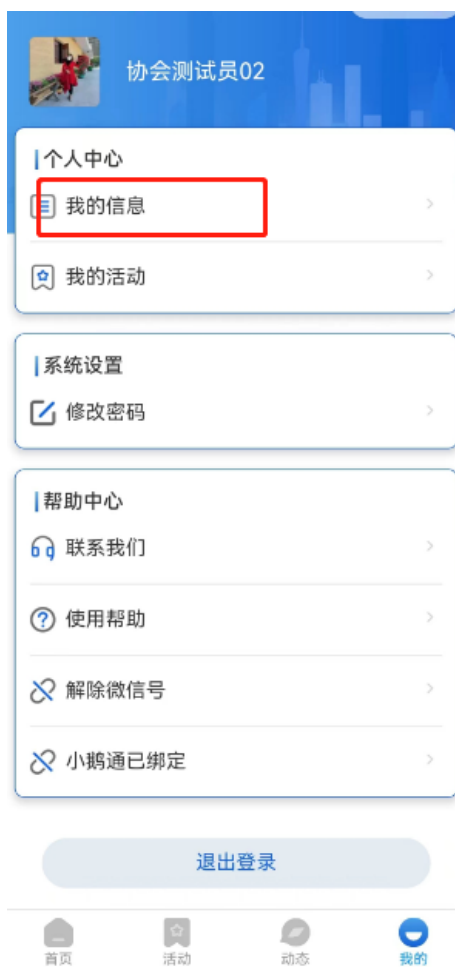 协会测试员02
个人中心
我的信息
我的活动
系统设置
修改密码
帮助中心
联系我们
使用帮助
解除微信号
小鹅通已绑定
退出登录
首页 活动 动态 我的